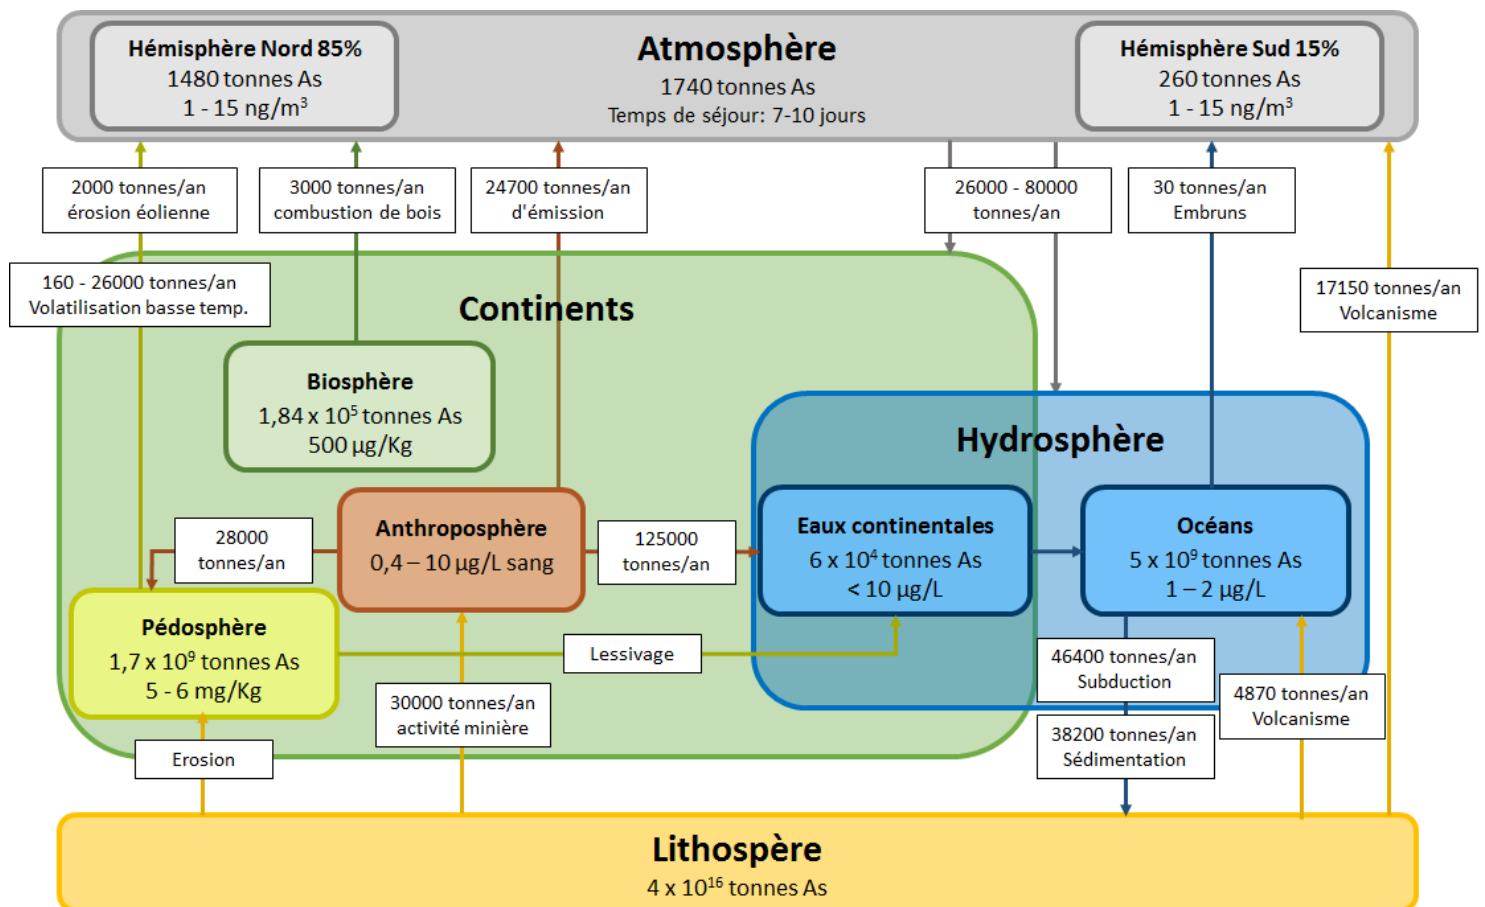 Hémisphère Nord 85%
1480 tonnes As
1 - 15 ng/m³
Atmosphère
1740 tonnes As
Temps de séjour: 7-10 jours
Hémisphère Sud 15%
260 tonnes As
1 - 15 ng/m³
2000 tonnes/an
érosion éolienne
3000 tonnes/an
combustion de bois
24700 tonnes/an
d'émission
26000 - 80000
tonnes/an
30 tonnes/an
Embruns
160 - 26000 tonnes/an
Volatilisation basse temp.
17150 tonnes/an
Volcanisme
Continents
Biosphère
1,84 x 10⁵ tonnes As
500 µg/Kg
Hydrosphère
Anthroposphère
0,4 – 10 µg/L sang
28000
tonnes/an
125000
tonnes/an
Eaux continentales
6 x 10⁴ tonnes As
< 10 µg/L
Océans
5 x 10⁹ tonnes As
1 – 2 µg/L
Pédosphère
1,7 x 10⁹ tonnes As
5 - 6 mg/Kg
Lessivage
46400 tonnes/an
Subduction
4870 tonnes/an
Volcanisme
30000 tonnes/an
activité minière
38200 tonnes/an
Sédimentation
Erosion
Lithospère
4 x 10¹⁶ tonnes As